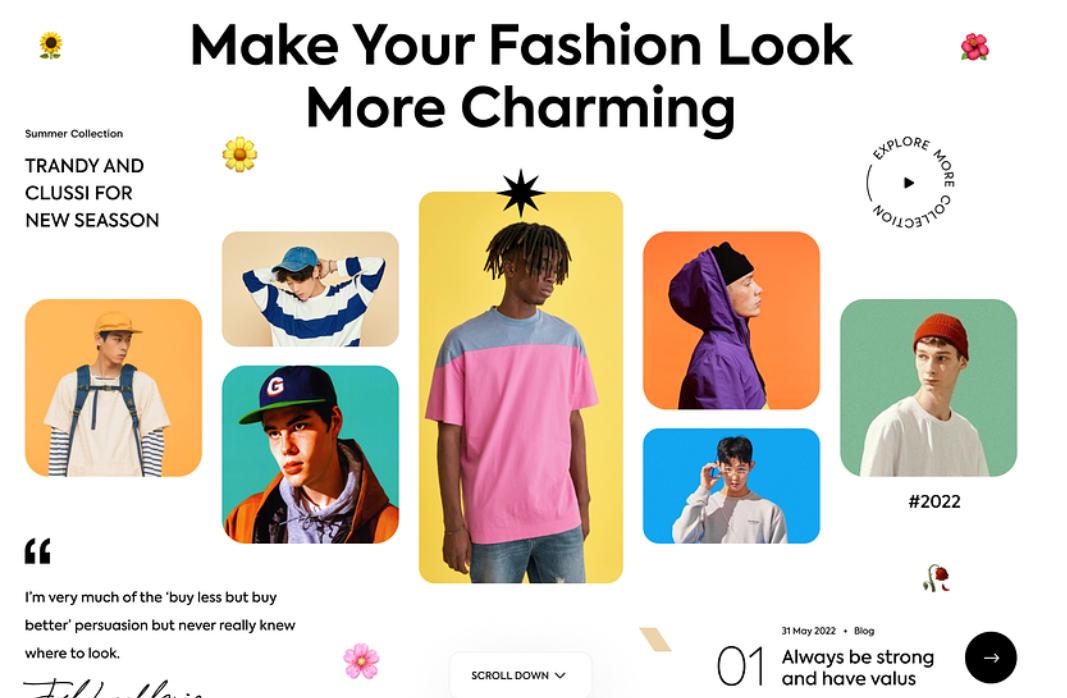 Make Your Fashion Look
More Charming
Summer Collection
TRANDY AND
CLUSSI FOR
NEW SEASSON
EXPLORE MORE COLLECTION
G
#2022
“
I'm very much of the ‘buy less but buy
better’ persuasion but never really knew
where to look.
SCROLL DOWN
31 May 2022 + Blog
01
Always be strong
and have valus